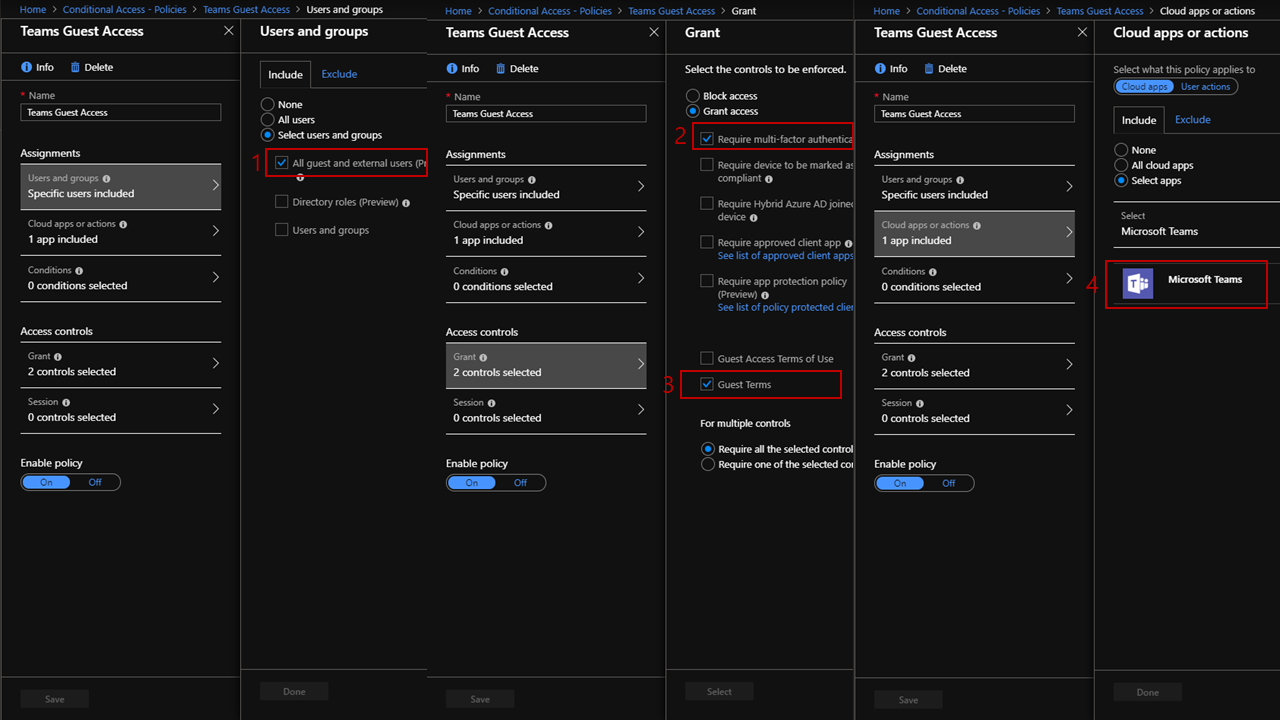 Home > Conditional Access - Policies > Teams Guest Access > Users and groups
Teams Guest Access
Info Delete
* Name
Teams Guest Access
Assignments
Users and groups
Specific users included
Cloud apps or actions
1 app included
Conditions
0 conditions selected
Access controls
Grant
2 controls selected
Session
0 controls selected
Enable policy
On Off
Save
Users and groups
Include Exclude
None
All users
Select users and groups
1
All guest and external users (Pr
Directory roles (Preview)
Users and groups
Done
Home > Conditional Access - Policies > Teams Guest Access > Grant
Teams Guest Access
Info Delete
* Name
Teams Guest Access
Assignments
Users and groups
Specific users included
Cloud apps or actions
1 app included
Conditions
0 conditions selected
Access controls
Grant
2 controls selected
Session
0 controls selected
Enable policy
On Off
Save
Grant
Select the controls to be enforced.
Block access
Grant access
2
Require multi-factor authentica
Require device to be marked as
compliant
Require Hybrid Azure AD joined
device
Require approved client app
See list of approved client apps
Require app protection policy
(Preview)
See list of policy protected clien
Guest Access Terms of Use
3
Guest Terms
For multiple controls
Require all the selected control
Require one of the selected con
Select
Home > Conditional Access - Policies > Teams Guest Access > Cloud apps or actions
Teams Guest Access
Info Delete
* Name
Teams Guest Access
Assignments
Users and groups
Specific users included
Cloud apps or actions
1 app included
Conditions
0 conditions selected
Access controls
Grant
2 controls selected
Session
0 controls selected
Enable policy
On Off
Save
Cloud apps or actions
Select what this policy applies to
Cloud apps User actions
Include Exclude
None
All cloud apps
Select apps
Select
Microsoft Teams
4
Microsoft Teams
Done